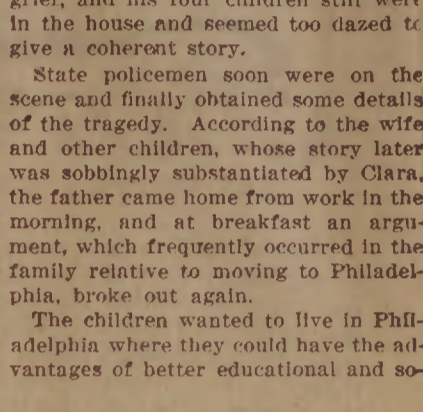 grief, and his four children still were
in the house and seemed too dazed to
give a coherent story.
State policemen soon were on the
scene and finally obtained some details
of the tragedy. According to the wife
and other children, whose story later
was sobbingly substantiated by Clara,
the father came home from work in the
morning, and at breakfast an argu-
ment, which frequently occurred in the
family relative to moving to Philadel-
phia, broke out again.
The children wanted to live in Phil-
adelphia where they could have the ad-
vantages of better educational and so-